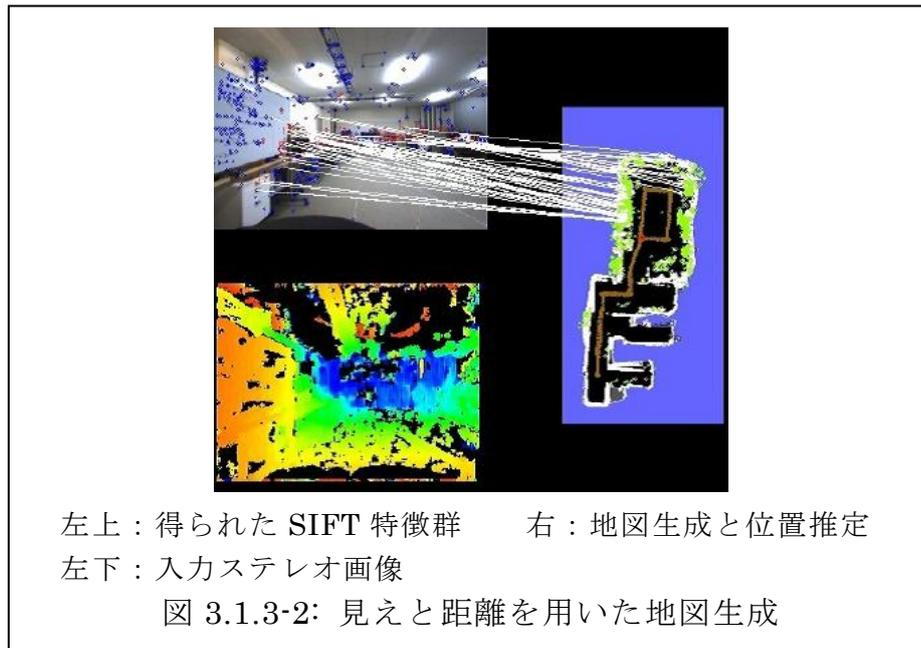 左上：得られた SIFT 特徴群　　右：地図生成と位置推定
左下：入力ステレオ画像
図 3.1.3-2: 見えと距離を用いた地図生成